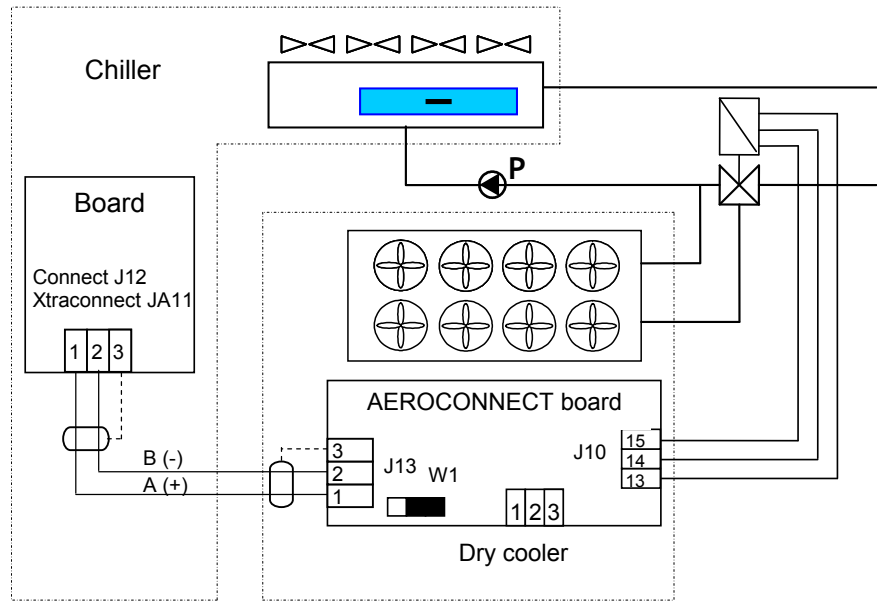 Chiller
P
Board
Connect J12
Xtraconnect JA11
1 2 3
AEROCONNECT board
B (-)
A (+)
3
2
1
J13
W1
J10
15
14
13
1 2 3
Dry cooler